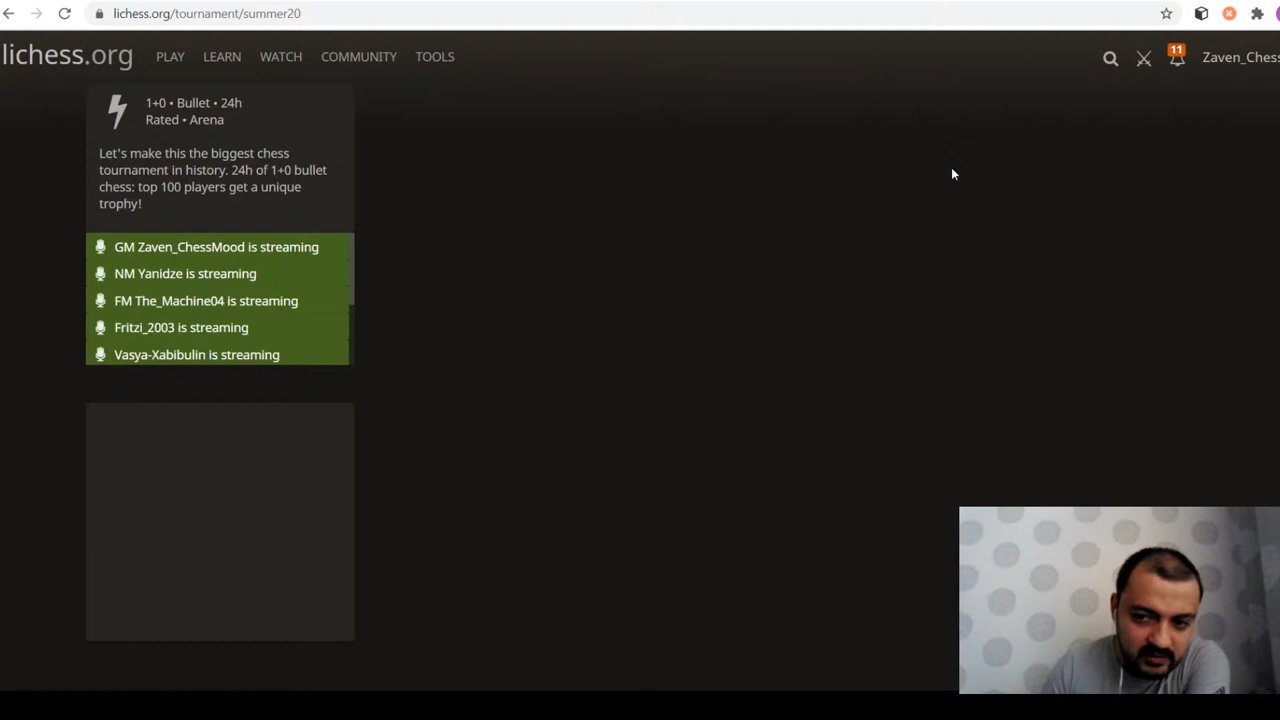 lichess.org/tournament/summer20
lichess.org PLAY LEARN WATCH COMMUNITY TOOLS 11 Zaven_Chess
1+0 • Bullet • 24h
Rated • Arena
Let's make this the biggest chess
tournament in history. 24h of 1+0 bullet
chess: top 100 players get a unique
trophy!
GM Zaven_ChessMood is streaming
NM Yanidze is streaming
FM The_Machine04 is streaming
Fritzi_2003 is streaming
Vasya-Xabibulin is streaming